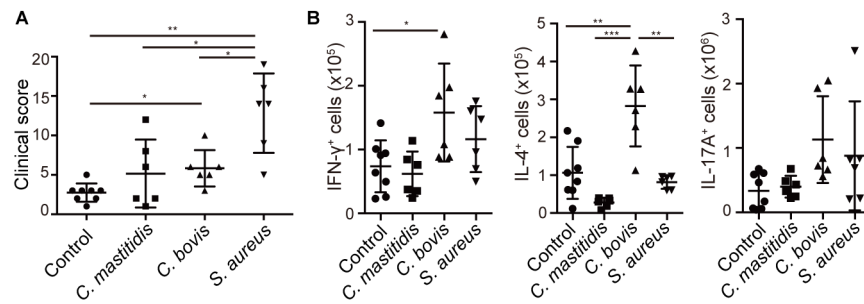 A
Clinical score
20
15
10
5
0
**
*
*
*
Control
C. mastitidis
C. bovis
S. aureus
B
IFN-γ⁺ cells (x10⁵)
3
2
1
0
*
Control
C. mastitidis
C. bovis
S. aureus
IL-4⁺ cells (x10⁵)
5
4
3
2
1
0
**
***
**
Control
C. mastitidis
C. bovis
S. aureus
IL-17A⁺ cells (x10⁶)
3
2
1
0
Control
C. mastitidis
C. bovis
S. aureus